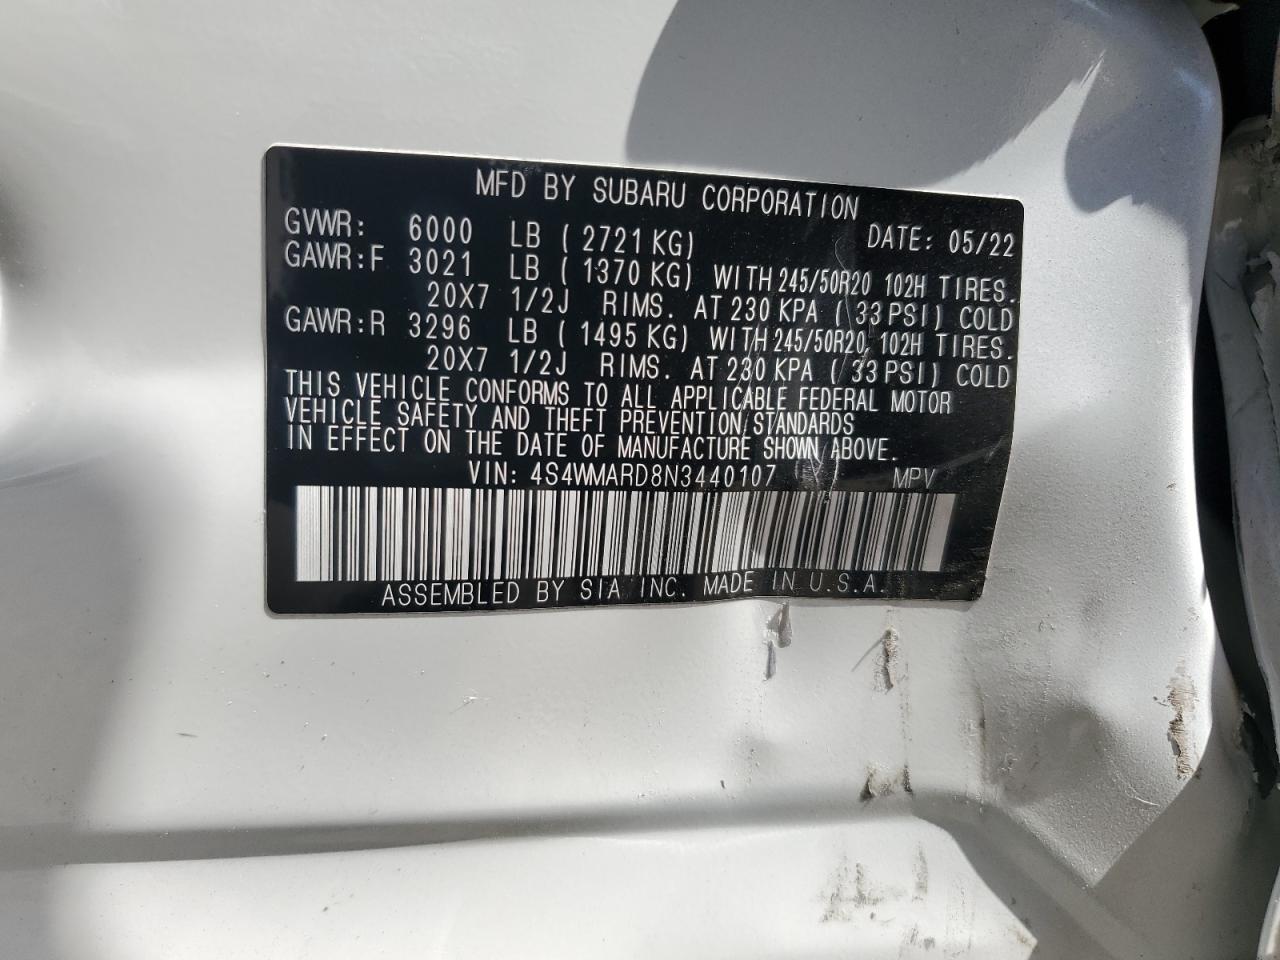 MFD BY SUBARU CORPORATION
GVWR: 6000 LB ( 2721 KG) DATE: 05/22
GAWR:F 3021 LB ( 1370 KG) WITH 245/50R20 102H TIRES.
20X7 1/2J RIMS. AT 230 KPA ( 33 PSI) COLD
GAWR:R 3296 LB ( 1495 KG) WITH 245/50R20 102H TIRES.
20X7 1/2J RIMS. AT 230 KPA ( 33 PSI) COLD
THIS VEHICLE CONFORMS TO ALL APPLICABLE FEDERAL MOTOR
VEHICLE SAFETY AND THEFT PREVENTION STANDARDS
IN EFFECT ON THE DATE OF MANUFACTURE SHOWN ABOVE.
VIN: 4S4WMARD8N3440107 MPV
ASSEMBLED BY SIA INC. MADE IN U.S.A.